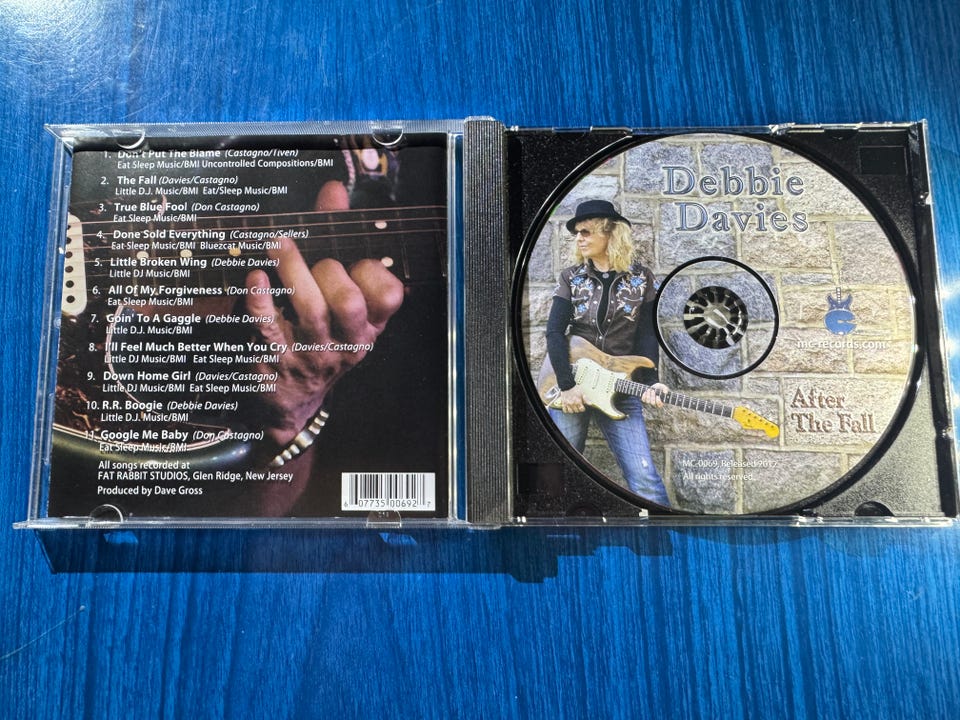 1. Don't Put The Blame (Castagno/Tiven)
Eat Sleep Music/BMI Uncontrolled Compositions/BMI
2. The Fall (Davies/Castagno)
Little D.J. Music/BMI Eat/Sleep Music/BMI
3. True Blue Fool (Don Castagno)
Eat Sleep Music/BMI
4. Done Sold Everything (Castagno/Sellers)
Eat Sleep Music/BMI Bluezcat Music/BMI
5. Little Broken Wing (Debbie Davies)
Little DJ Music/BMI
6. All Of My Forgiveness (Don Castagno)
Eat Sleep Music/BMI
7. Goin' To A Gaggle (Debbie Davies)
Little D.J. Music/BMI
8. I'll Feel Much Better When You Cry (Davies/Castagno)
Little DJ Music/BMI Eat Sleep Music/BMI
9. Down Home Girl (Davies/Castagno)
Little DJ Music/BMI Eat Sleep Music/BMI
10. R.R. Boogie (Debbie Davies)
Little D.J. Music/BMI
11. Google Me Baby (Don Castagno)
Eat Sleep Music/BMI
All songs recorded at
FAT RABBIT STUDIOS, Glen Ridge, New Jersey
Produced by Dave Gross
6 07735 00692 7
Debbie
Davies
mc-records.com
After
The Fall
MC-0069, Released 2012
All rights reserved.